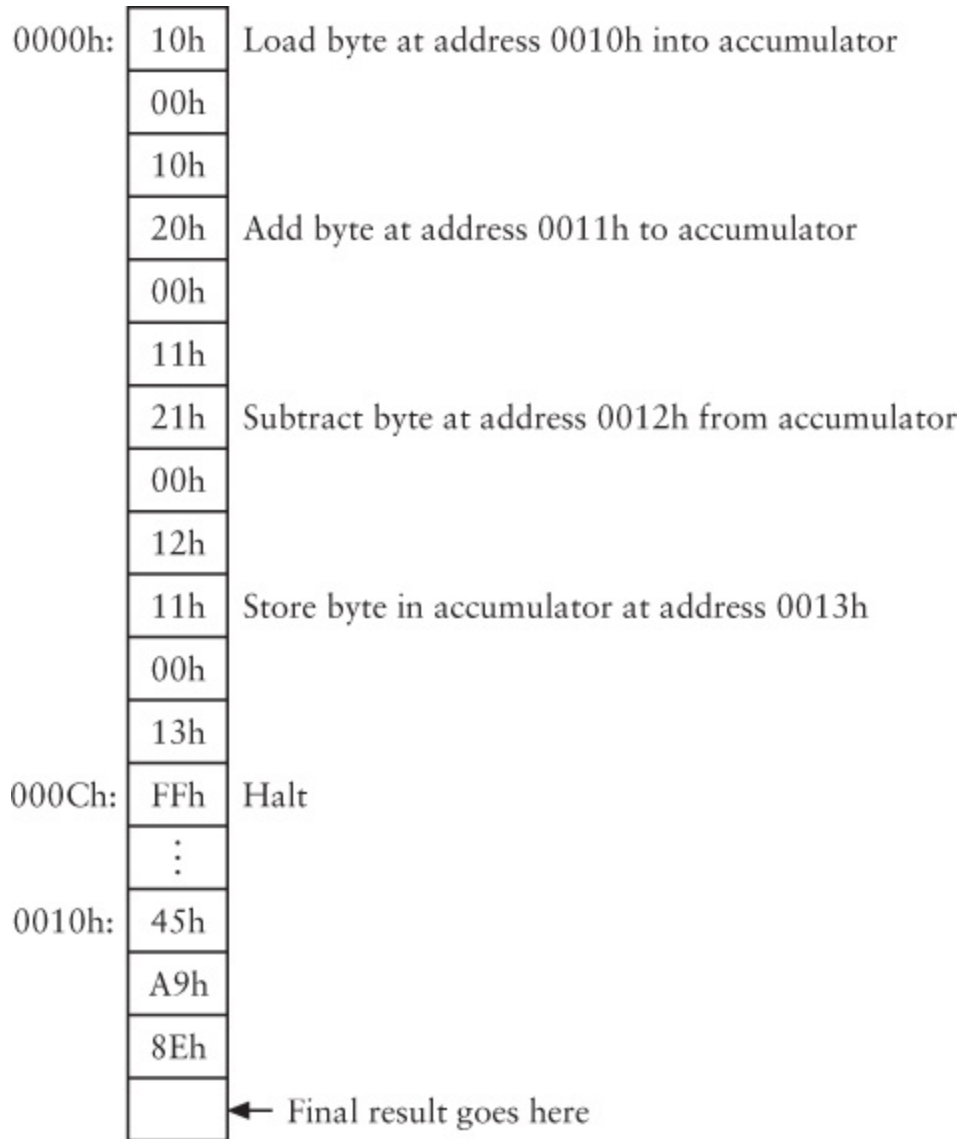 0000h: 10h Load byte at address 0010h into accumulator
00h
10h
20h Add byte at address 0011h to accumulator
00h
11h
21h Subtract byte at address 0012h from accumulator
00h
12h
11h Store byte in accumulator at address 0013h
00h
13h
000Ch: FFh Halt
⋮
0010h: 45h
A9h
8Eh
Final result goes here